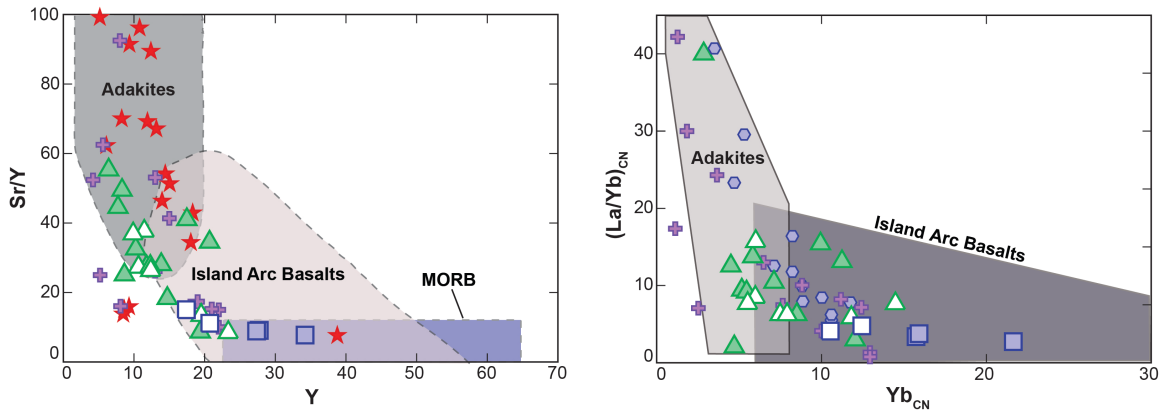 100
80
60
40
20
0
Sr/Y
Adakites
Island Arc Basalts
MORB
0 10 20 30 40 50 60 70
Y
40
30
20
10
0
(La/Yb)CN
Adakites
Island Arc Basalts
0 10 20 30
YbCN